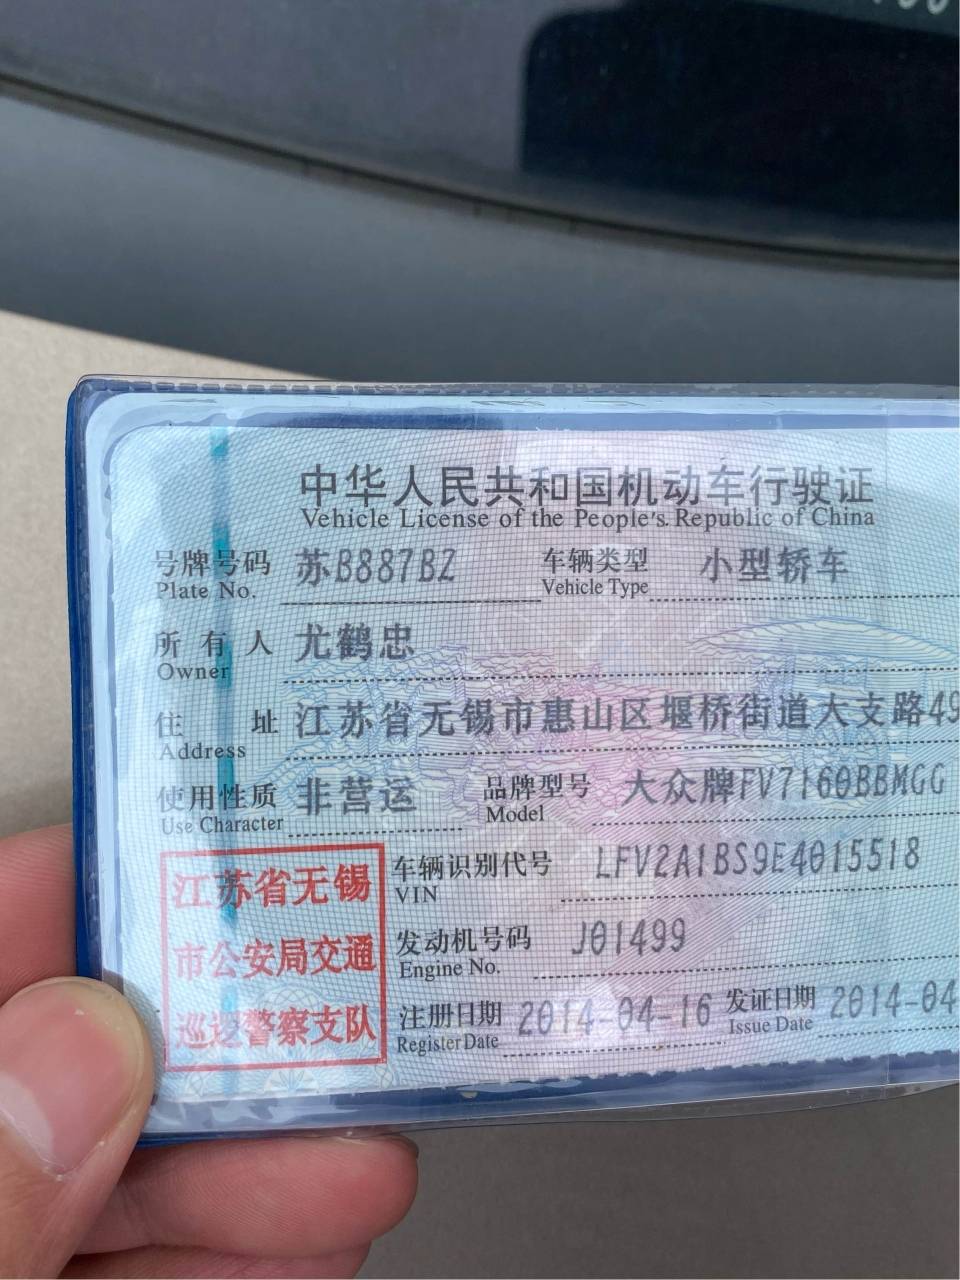 中华人民共和国机动车行驶证
Vehicle License of the People's Republic of China
号牌号码 苏B887BZ 车辆类型 小型轿车
Plate No. Vehicle Type
所有人 尤鹤忠
Owner
住址 江苏省无锡市惠山区堰桥街道大支路49
Address
使用性质 非营运 品牌型号 大众牌FV7160BBMGG
Use Character Model
车辆识别代号 LFV2A1BS9E4015518
VIN
发动机号码 J01499
Engine No.
注册日期 2014-04-16 发证日期 2014-04
Register Date Issue Date
江苏省无锡
市公安局交通
巡逻警察支队